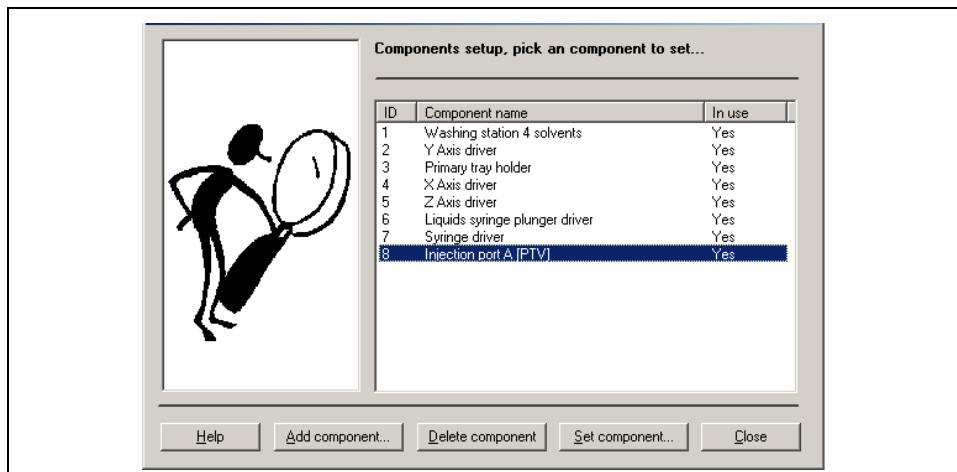 Components setup, pick an component to set...
ID Component name In use
1 Washing station 4 solvents Yes
2 Y Axis driver Yes
3 Primary tray holder Yes
4 X Axis driver Yes
5 Z Axis driver Yes
6 Liquids syringe plunger driver Yes
7 Syringe driver Yes
8 Injection port A [PTV] Yes
Help Add component... Delete component Set component... Close